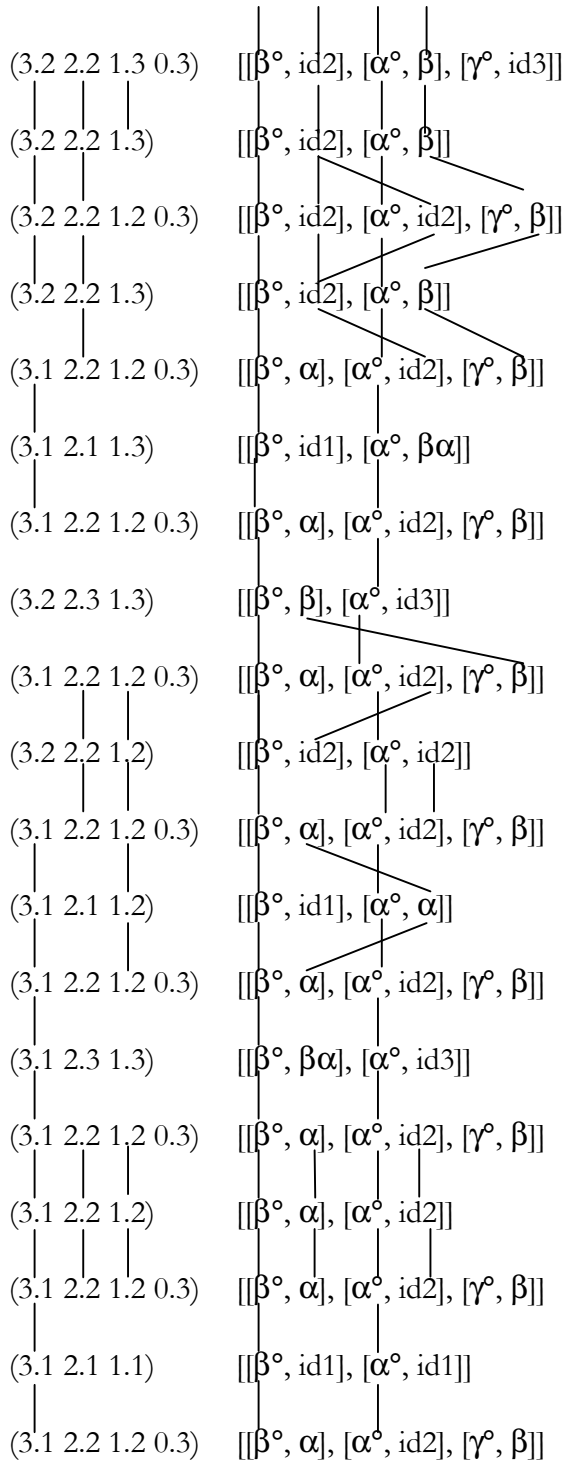 (3.2 2.2 1.3 0.3) [[β°, id2], [α°, β], [γ°, id3]]
(3.2 2.2 1.3) [[β°, id2], [α°, β]]
(3.2 2.2 1.2 0.3) [[β°, id2], [α°, id2], [γ°, β]]
(3.2 2.2 1.3) [[β°, id2], [α°, β]]
(3.1 2.2 1.2 0.3) [[β°, α], [α°, id2], [γ°, β]]
(3.1 2.1 1.3) [[β°, id1], [α°, βα]]
(3.1 2.2 1.2 0.3) [[β°, α], [α°, id2], [γ°, β]]
(3.2 2.3 1.3) [[β°, β], [α°, id3]]
(3.1 2.2 1.2 0.3) [[β°, α], [α°, id2], [γ°, β]]
(3.2 2.2 1.2) [[β°, id2], [α°, id2]]
(3.1 2.2 1.2 0.3) [[β°, α], [α°, id2], [γ°, β]]
(3.1 2.1 1.2) [[β°, id1], [α°, α]]
(3.1 2.2 1.2 0.3) [[β°, α], [α°, id2], [γ°, β]]
(3.1 2.3 1.3) [[β°, βα], [α°, id3]]
(3.1 2.2 1.2 0.3) [[β°, α], [α°, id2], [γ°, β]]
(3.1 2.2 1.2) [[β°, α], [α°, id2]]
(3.1 2.2 1.2 0.3) [[β°, α], [α°, id2], [γ°, β]]
(3.1 2.1 1.1) [[β°, id1], [α°, id1]]
(3.1 2.2 1.2 0.3) [[β°, α], [α°, id2], [γ°, β]]